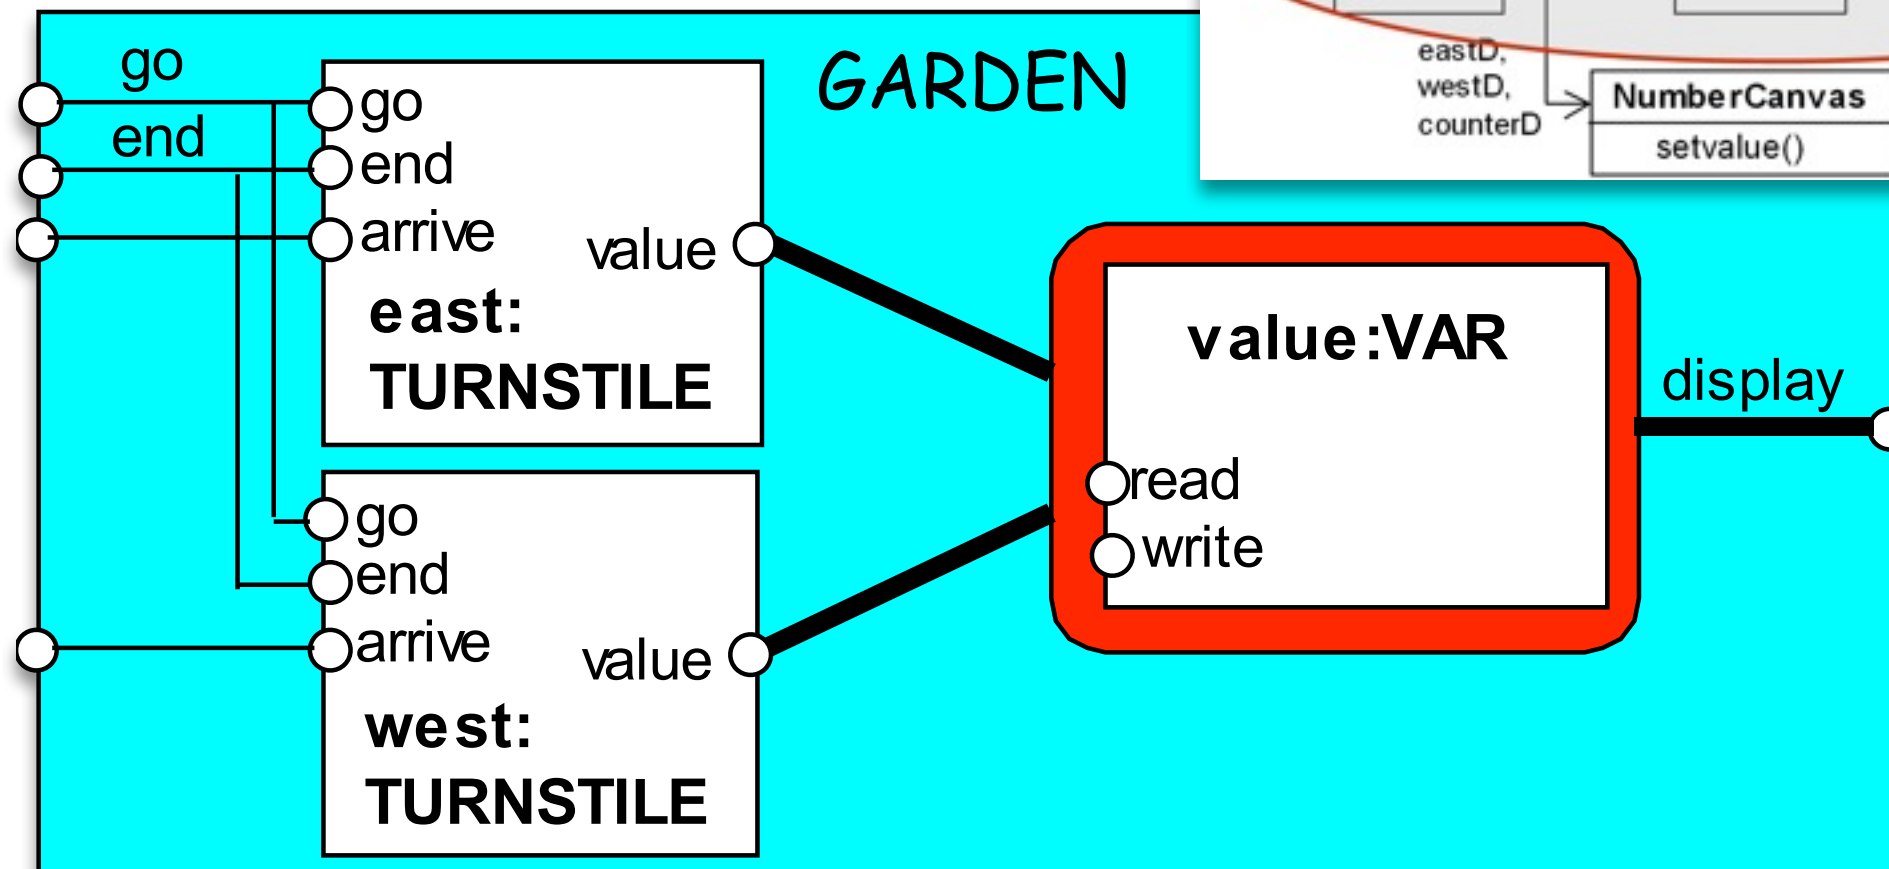 go
end
GARDEN
go
end
arrive
value
east:
TURNSTILE
go
end
arrive
value
west:
TURNSTILE
value:VAR
read
write
display
eastD,
westD,
counterD
NumberCanvas
setvalue()